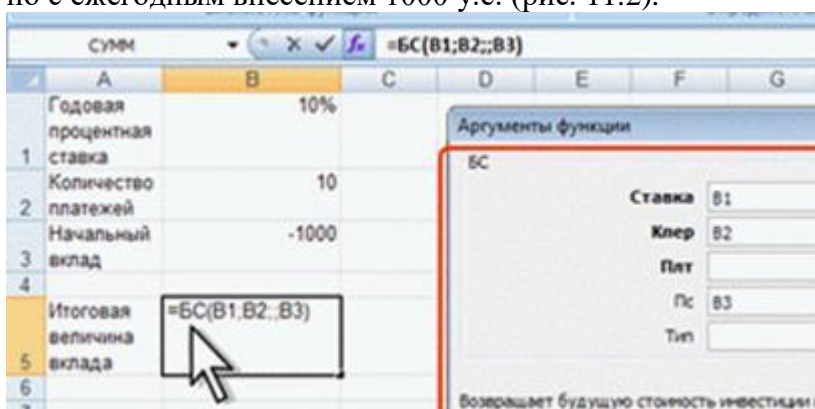 но с ежегодным внесением 1000 у.е. (рис. 11.2).
СУММ =БС(B1;B2;;B3)
A B C D E F G
Годовая 10%
процентная
1 ставка
Количество 10
2 платежей
Начальный -1000
3 вклад
4
Итоговая =БС(B1;B2;;B3)
величина
5 вклада
6
Аргументы функции
БС
Ставка B1
Кпер B2
Плт
Пс B3
Тип
Возвращает будущую стоимость инвестиции